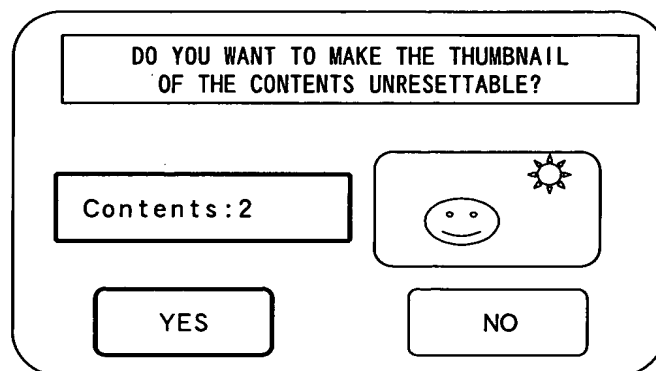 DO YOU WANT TO MAKE THE THUMBNAIL
OF THE CONTENTS UNRESETTABLE?
Contents:2
YES
NO